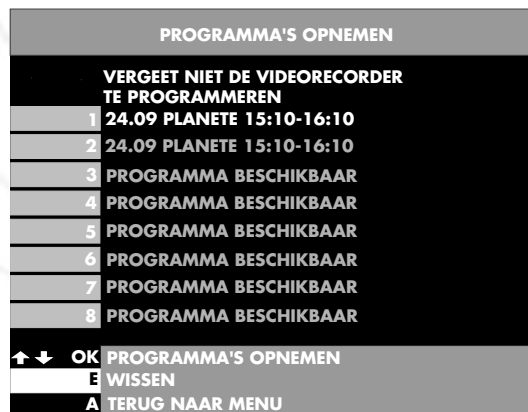 PROGRAMMA'S OPNEMEN
VERGEET NIET DE VIDEORECORDER
TE PROGRAMMEREN
1 24.09 PLANETE 15:10-16:10
2 24.09 PLANETE 15:10-16:10
3 PROGRAMMA BESCHIKBAAR
4 PROGRAMMA BESCHIKBAAR
5 PROGRAMMA BESCHIKBAAR
6 PROGRAMMA BESCHIKBAAR
7 PROGRAMMA BESCHIKBAAR
8 PROGRAMMA BESCHIKBAAR
OK PROGRAMMA'S OPNEMEN
E WISSEN
A TERUG NAAR MENU